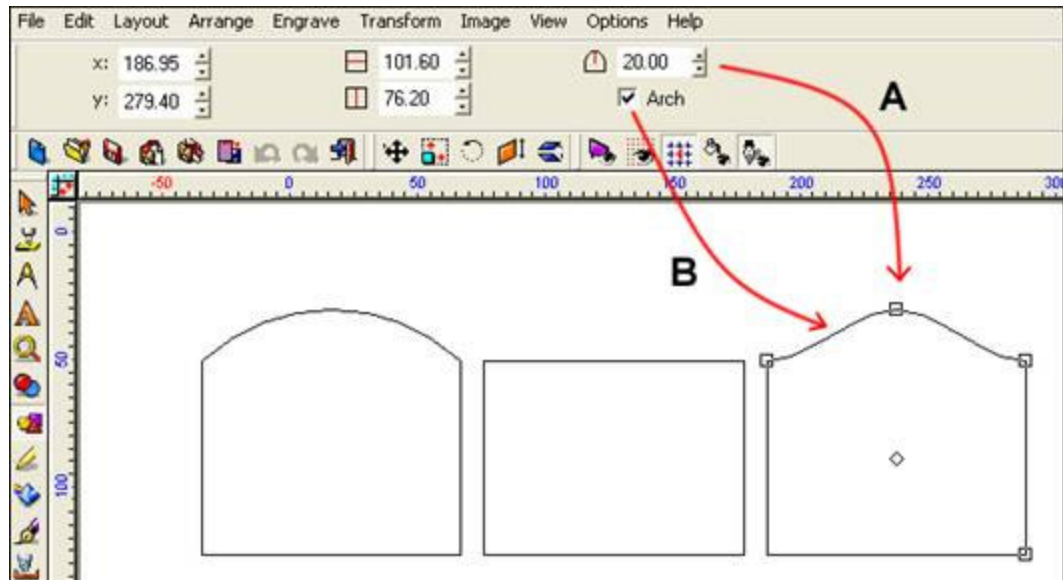 File Edit Layout Arrange Engrave Transform Image View Options Help
x: 186.95 101.60 20.00
y: 279.40 76.20 Arch
A
-50 0 50 100 150 200 250 300
0
B
50
100